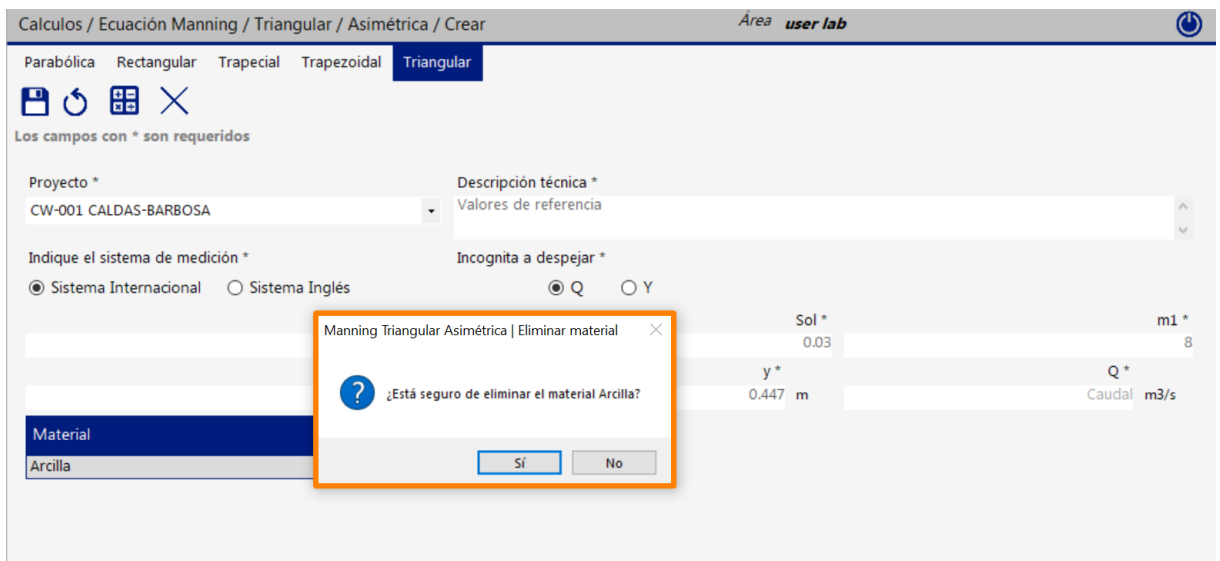 Calculos / Ecuación Manning / Triangular / Asimétrica / Crear Área user lab
Parabólica Rectangular Trapecial Trapezoidal Triangular
Los campos con * son requeridos
Proyecto * Descripción técnica *
CW-001 CALDAS-BARBOSA Valores de referencia
Indique el sistema de medición * Incognita a despejar *
Sistema Internacional Sistema Inglés Q Y
Sol * m1 *
0.03 8
y * Q *
0.447 m Caudal m3/s
Material
Arcilla
Manning Triangular Asimétrica | Eliminar material
¿Está seguro de eliminar el material Arcilla?
Sí No